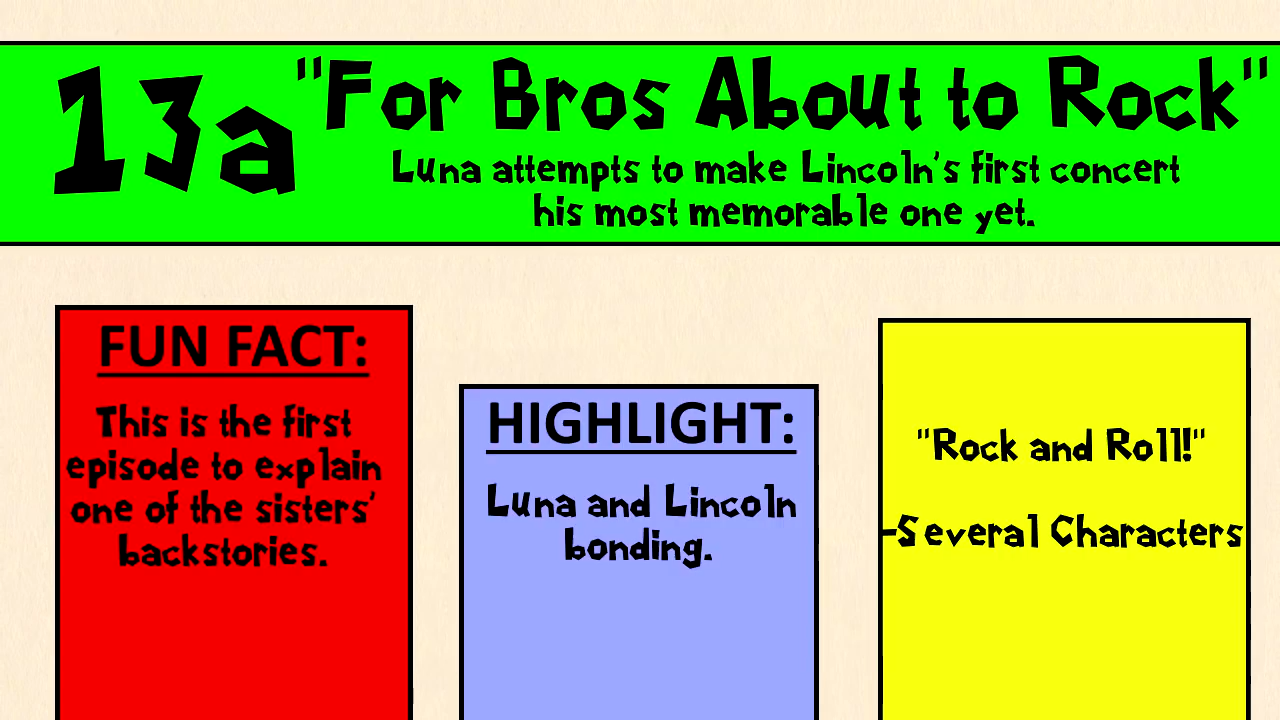 13a
"For Bros About to Rock"
Luna attempts to make Lincoln's first concert
his most memorable one yet.
FUN FACT:
This is the first
episode to explain
one of the sisters'
backstories.
HIGHLIGHT:
Luna and Lincoln
bonding.
"Rock and Roll!"
-Several Characters